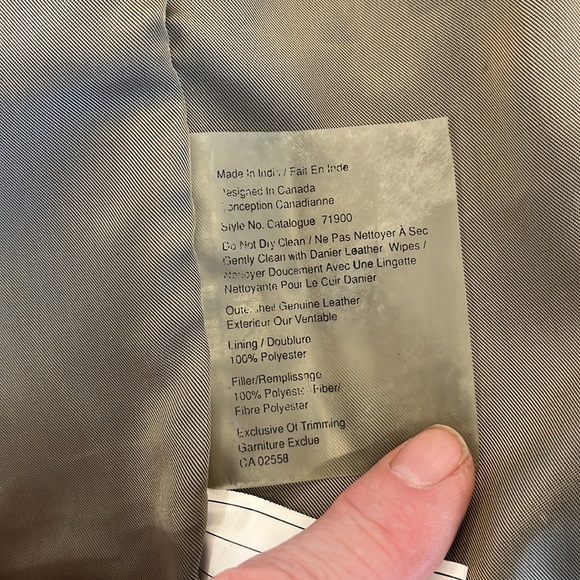 Made In India / Fait En Inde
Designed In Canada
Conception Canadianne
Style No. Catalogue 71900
Do Not Dry Clean / Ne Pas Nettoyer À Sec
Gently Clean with Danier Leather Wipes /
Nettoyer Doucement Avec Une Lingette
Nettoyante Pour Le Cuir Danier
Outershell Genuine Leather
Exterieur Our Ventable
Lining / Doublure
100% Polyester
Filler/Remplissage
100% Polyester Fiber/
Fibre Polyester
Exclusive Of Trimming
Garniture Exclue
CA 02558